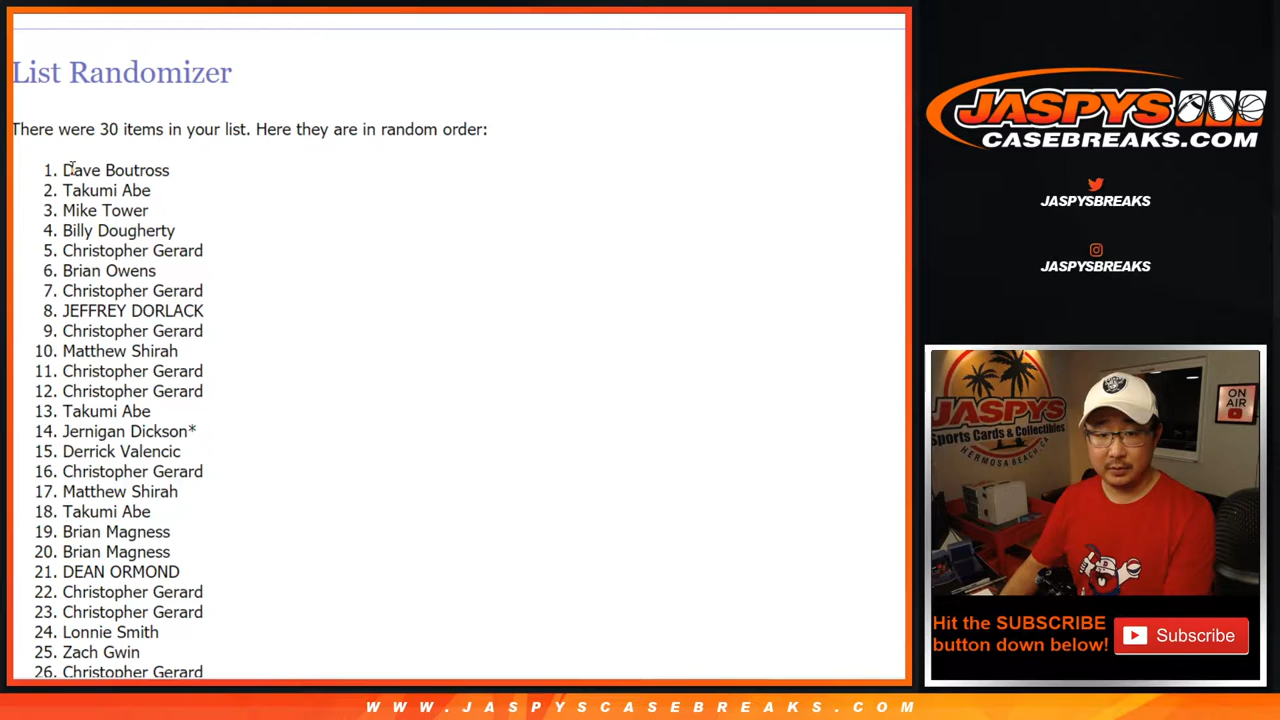 List Randomizer
There were 30 items in your list. Here they are in random order:
1. Dave Boutross
2. Takumi Abe
3. Mike Tower
4. Billy Dougherty
5. Christopher Gerard
6. Brian Owens
7. Christopher Gerard
8. JEFFREY DORLACK
9. Christopher Gerard
10. Matthew Shirah
11. Christopher Gerard
12. Christopher Gerard
13. Takumi Abe
14. Jernigan Dickson*
15. Derrick Valencic
16. Christopher Gerard
17. Matthew Shirah
18. Takumi Abe
19. Brian Magness
20. Brian Magness
21. DEAN ORMOND
22. Christopher Gerard
23. Christopher Gerard
24. Lonnie Smith
25. Zach Gwin
26. Christopher Gerard
JASPYS
CASEBREAKS.COM
JASPYSBREAKS
JASPYSBREAKS
JASPYS
Sports Cards & Collectibles
HERMOSA BEACH, CA
ON
AIR
Hit the SUBSCRIBE
button down below!
Subscribe
WWW.JASPYSCASEBREAKS.COM